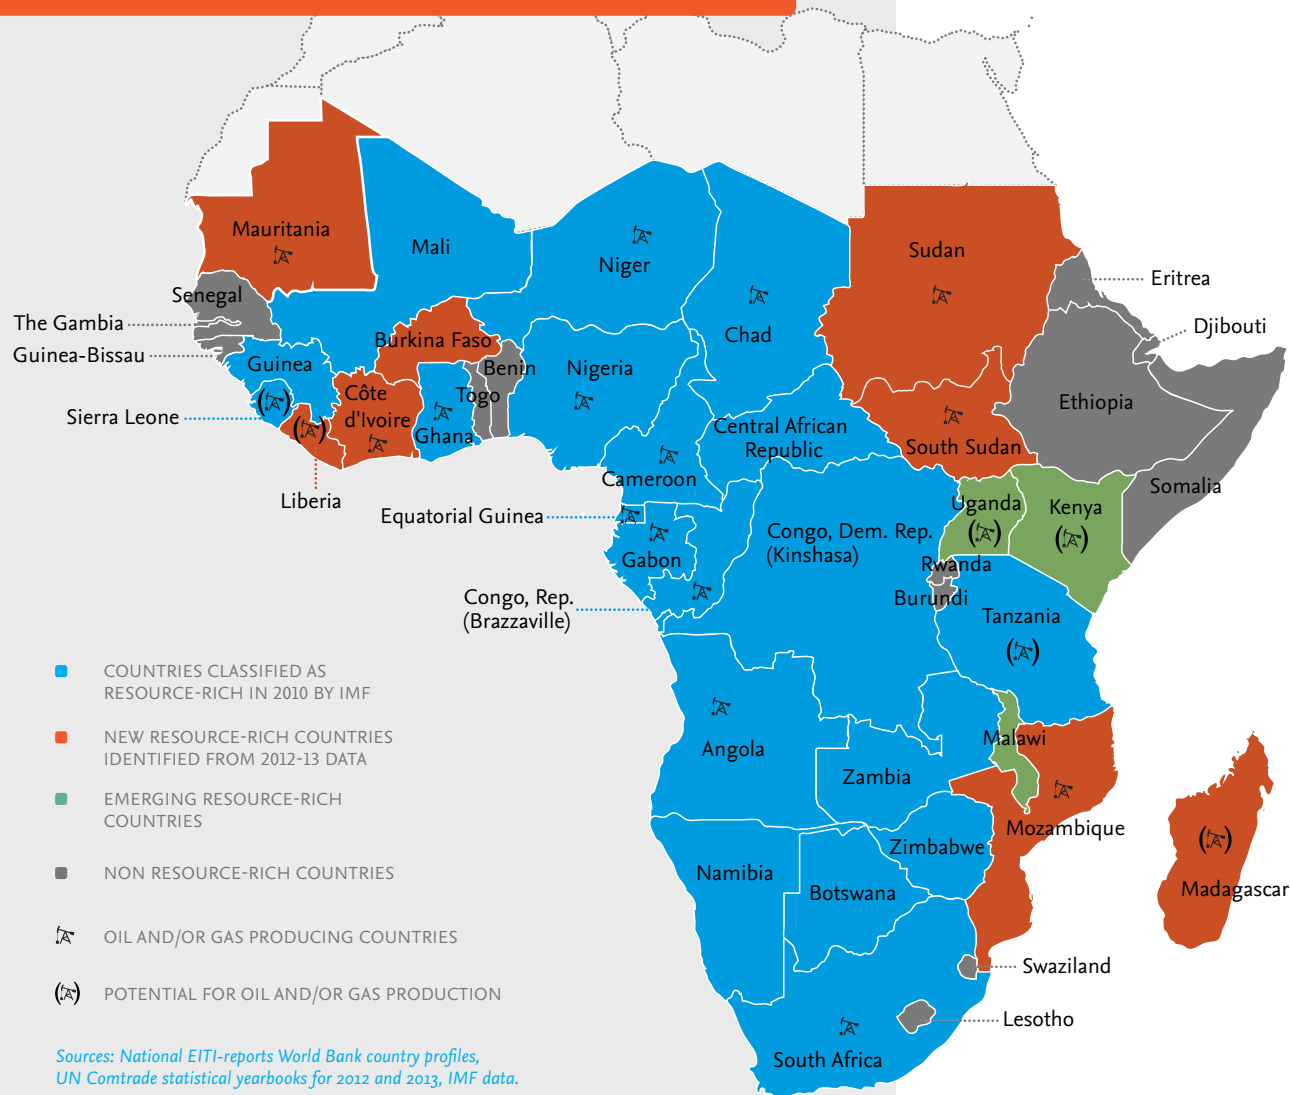 Mauritania
Mali
Niger
Chad
Sudan
Eritrea
Djibouti
Senegal
The Gambia
Guinea-Bissau
Guinea
Sierra Leone
Liberia
Burkina Faso
Côte
d'Ivoire
Ghana
Togo
Benin
Nigeria
Cameroon
Central African
Republic
South Sudan
Ethiopia
Somalia
Equatorial Guinea
Gabon
Congo, Rep.
(Brazzaville)
Congo, Dem. Rep.
(Kinshasa)
Uganda
Kenya
Rwanda
Burundi
Tanzania
Angola
Zambia
Malawi
Mozambique
Zimbabwe
Namibia
Botswana
Madagascar
Swaziland
Lesotho
South Africa
COUNTRIES CLASSIFIED AS
RESOURCE-RICH IN 2010 BY IMF
NEW RESOURCE-RICH COUNTRIES
IDENTIFIED FROM 2012-13 DATA
EMERGING RESOURCE-RICH
COUNTRIES
NON RESOURCE-RICH COUNTRIES
OIL AND/OR GAS PRODUCING COUNTRIES
POTENTIAL FOR OIL AND/OR GAS PRODUCTION
Sources: National EITI-reports World Bank country profiles,
UN Comtrade statistical yearbooks for 2012 and 2013, IMF data.